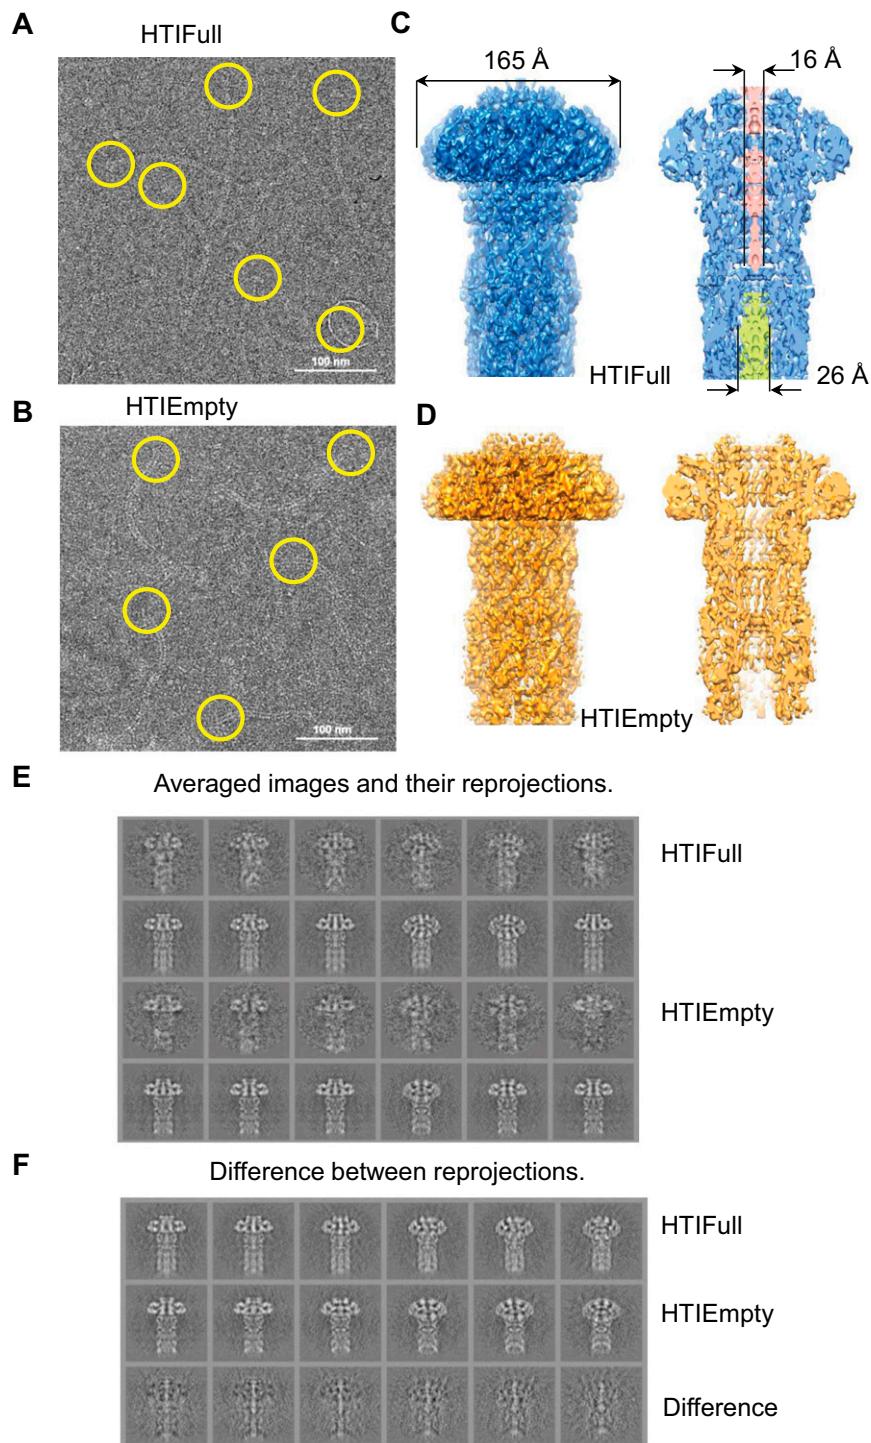 A
HTIFull
100 nm
B
HTIEmpty
100 nm
C
165 Å
16 Å
HTIFull
26 Å
D
HTIEmpty
E
Averaged images and their reprojections.
HTIFull
HTIEmpty
F
Difference between reprojections.
HTIFull
HTIEmpty
Difference